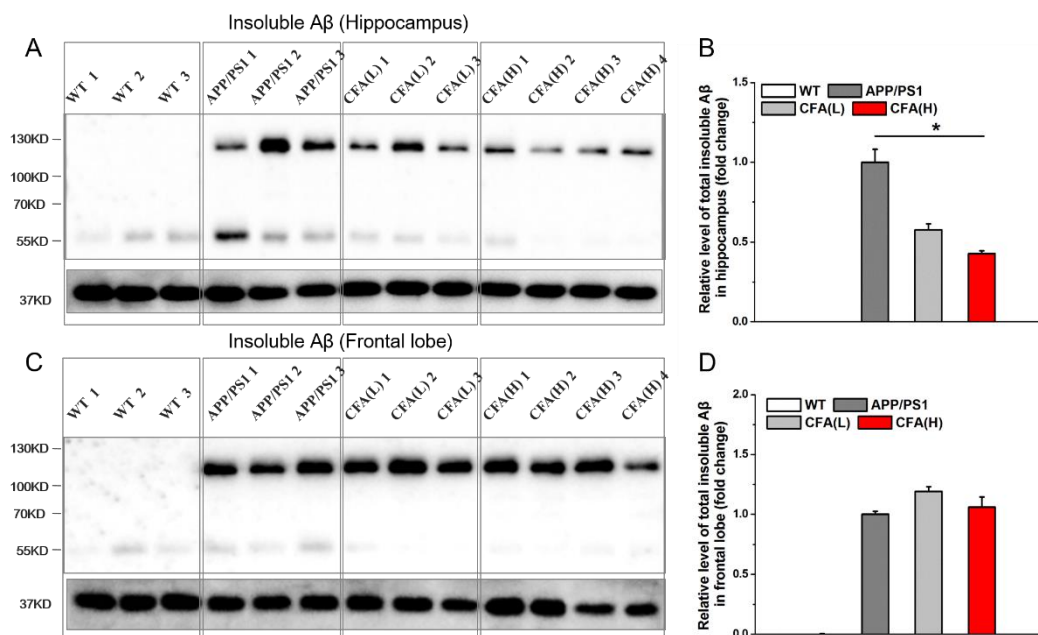 Insoluble Aβ (Hippocampus)
A
WT 1
WT 2
WT 3
APP/PS1 1
APP/PS1 2
APP/PS1 3
CFA(L) 1
CFA(L) 2
CFA(L) 3
CFA(H) 1
CFA(H) 2
CFA(H) 3
CFA(H) 4
130KD
100KD
70KD
55KD
37KD
B
Relative level of total insoluble Aβ
in hippocampus (fold change)
1.5
1.0
0.5
0.0
WT
APP/PS1
CFA(L)
CFA(H)
*
Insoluble Aβ (Frontal lobe)
C
WT 1
WT 2
WT 3
APP/PS1 1
APP/PS1 2
APP/PS1 3
CFA(L) 1
CFA(L) 2
CFA(L) 3
CFA(H) 1
CFA(H) 2
CFA(H) 3
CFA(H) 4
130KD
100KD
70KD
55KD
37KD
D
Relative level of total insoluble Aβ
in frontal lobe (fold change)
2.0
1.5
1.0
0.5
0.0
WT
APP/PS1
CFA(L)
CFA(H)